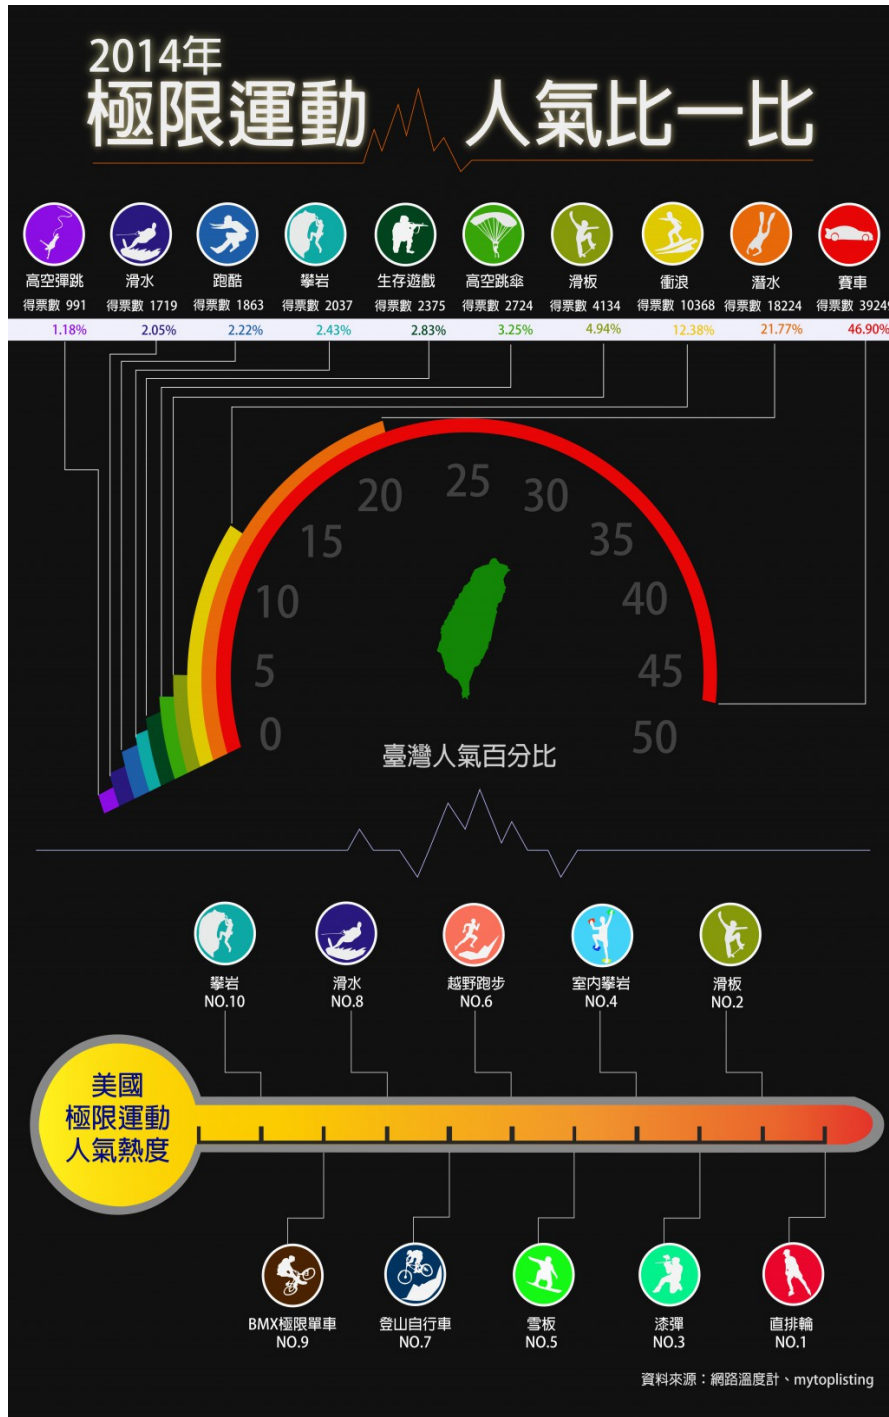 2014年
極限運動 人氣比一比
高空彈跳 滑水 跑酷 攀岩 生存遊戲 高空跳傘 滑板 衝浪 潛水 賽車
得票數 991 得票數 1719 得票數 1863 得票數 2037 得票數 2375 得票數 2724 得票數 4134 得票數 10368 得票數 18224 得票數 39249
1.18% 2.05% 2.22% 2.43% 2.83% 3.25% 4.94% 12.38% 21.77% 46.90%
0
5
10
15
20
25
30
35
40
45
50
臺灣人氣百分比
攀岩 滑水 越野跑步 室內攀岩 滑板
NO.10 NO.8 NO.6 NO.4 NO.2
美國
極限運動
人氣熱度
BMX極限單車 登山自行車 雪板 漆彈 直排輪
NO.9 NO.7 NO.5 NO.3 NO.1
資料來源：網路溫度計、mytoplisting